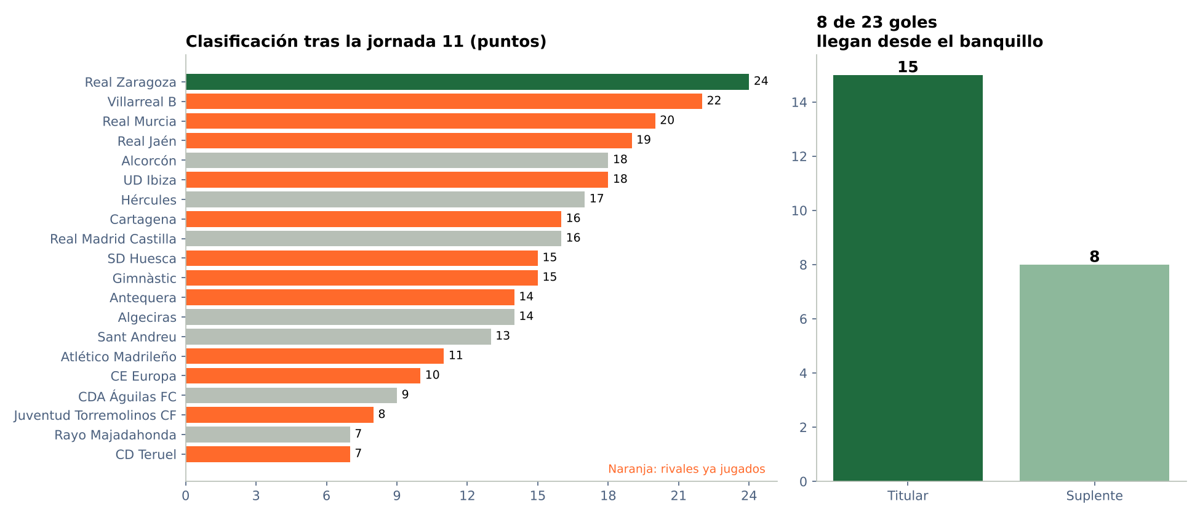 Clasificación tras la jornada 11 (puntos)
Real Zaragoza 24
Villarreal B 22
Real Murcia 20
Real Jaén 19
Alcorcón 18
UD Ibiza 18
Hércules 17
Cartagena 16
Real Madrid Castilla 16
SD Huesca 15
Gimnàstic 15
Antequera 14
Algeciras 14
Sant Andreu 13
Atlético Madrileño 11
CE Europa 10
CDA Águilas FC 9
Juventud Torremolinos CF 8
Rayo Majadahonda 7
CD Teruel 7
Naranja: rivales ya jugados
0 3 6 9 12 15 18 21 24
8 de 23 goles
llegan desde el banquillo
15
8
14
12
10
8
6
4
2
0
Titular Suplente